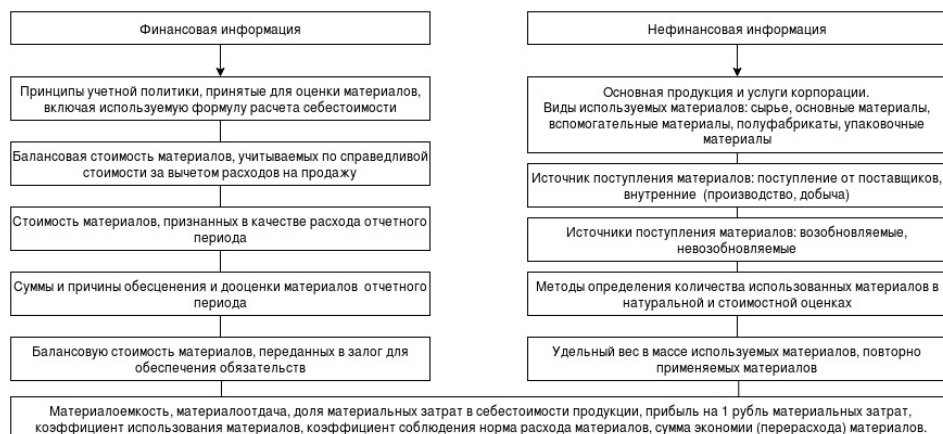 Финансовая информация
Принципы учетной политики, принятые для оценки материалов,
включая используемую формулу расчета себестоимости
Балансовая стоимость материалов, учитываемых по справедливой
стоимости за вычетом расходов на продажу
Стоимость материалов, признанных в качестве расхода отчетного
периода
Суммы и причины обесценения и дооценки материалов отчетного
периода
Балансовую стоимость материалов, переданных в залог для
обеспечения обязательств
Нефинансовая информация
Основная продукция и услуги корпорации.
Виды используемых материалов: сырье, основные материалы,
вспомогательные материалы, полуфабрикаты, упаковочные
материалы
Источник поступления материалов: поступление от поставщиков,
внутренние (производство, добыча)
Источники поступления материалов: возобновляемые,
невозобновляемые
Методы определения количества использованных материалов в
натуральной и стоимостной оценках
Удельный вес в массе используемых материалов, повторно
применяемых материалов
Материалоемкость, материалоотдача, доля материальных затрат в себестоимости продукции, прибыль на 1 рубль материальных затрат,
коэффициент использования материалов, коэффициент соблюдения норма расхода материалов, сумма экономии (перерасхода) материалов.